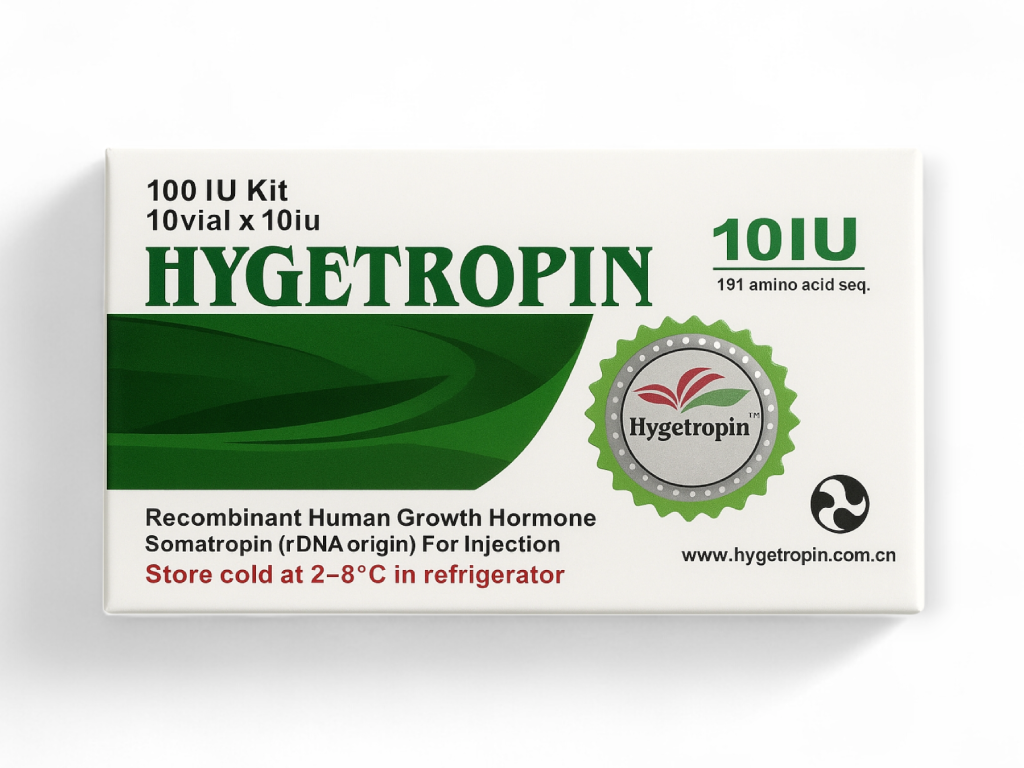 100 IU Kit
10vial x 10iu
HYGETROPIN
10IU
191 amino acid seq.
Hygetropin™
Recombinant Human Growth Hormone
Somatropin (rDNA origin) For Injection
Store cold at 2–8°C in refrigerator
www.hygetropin.com.cn